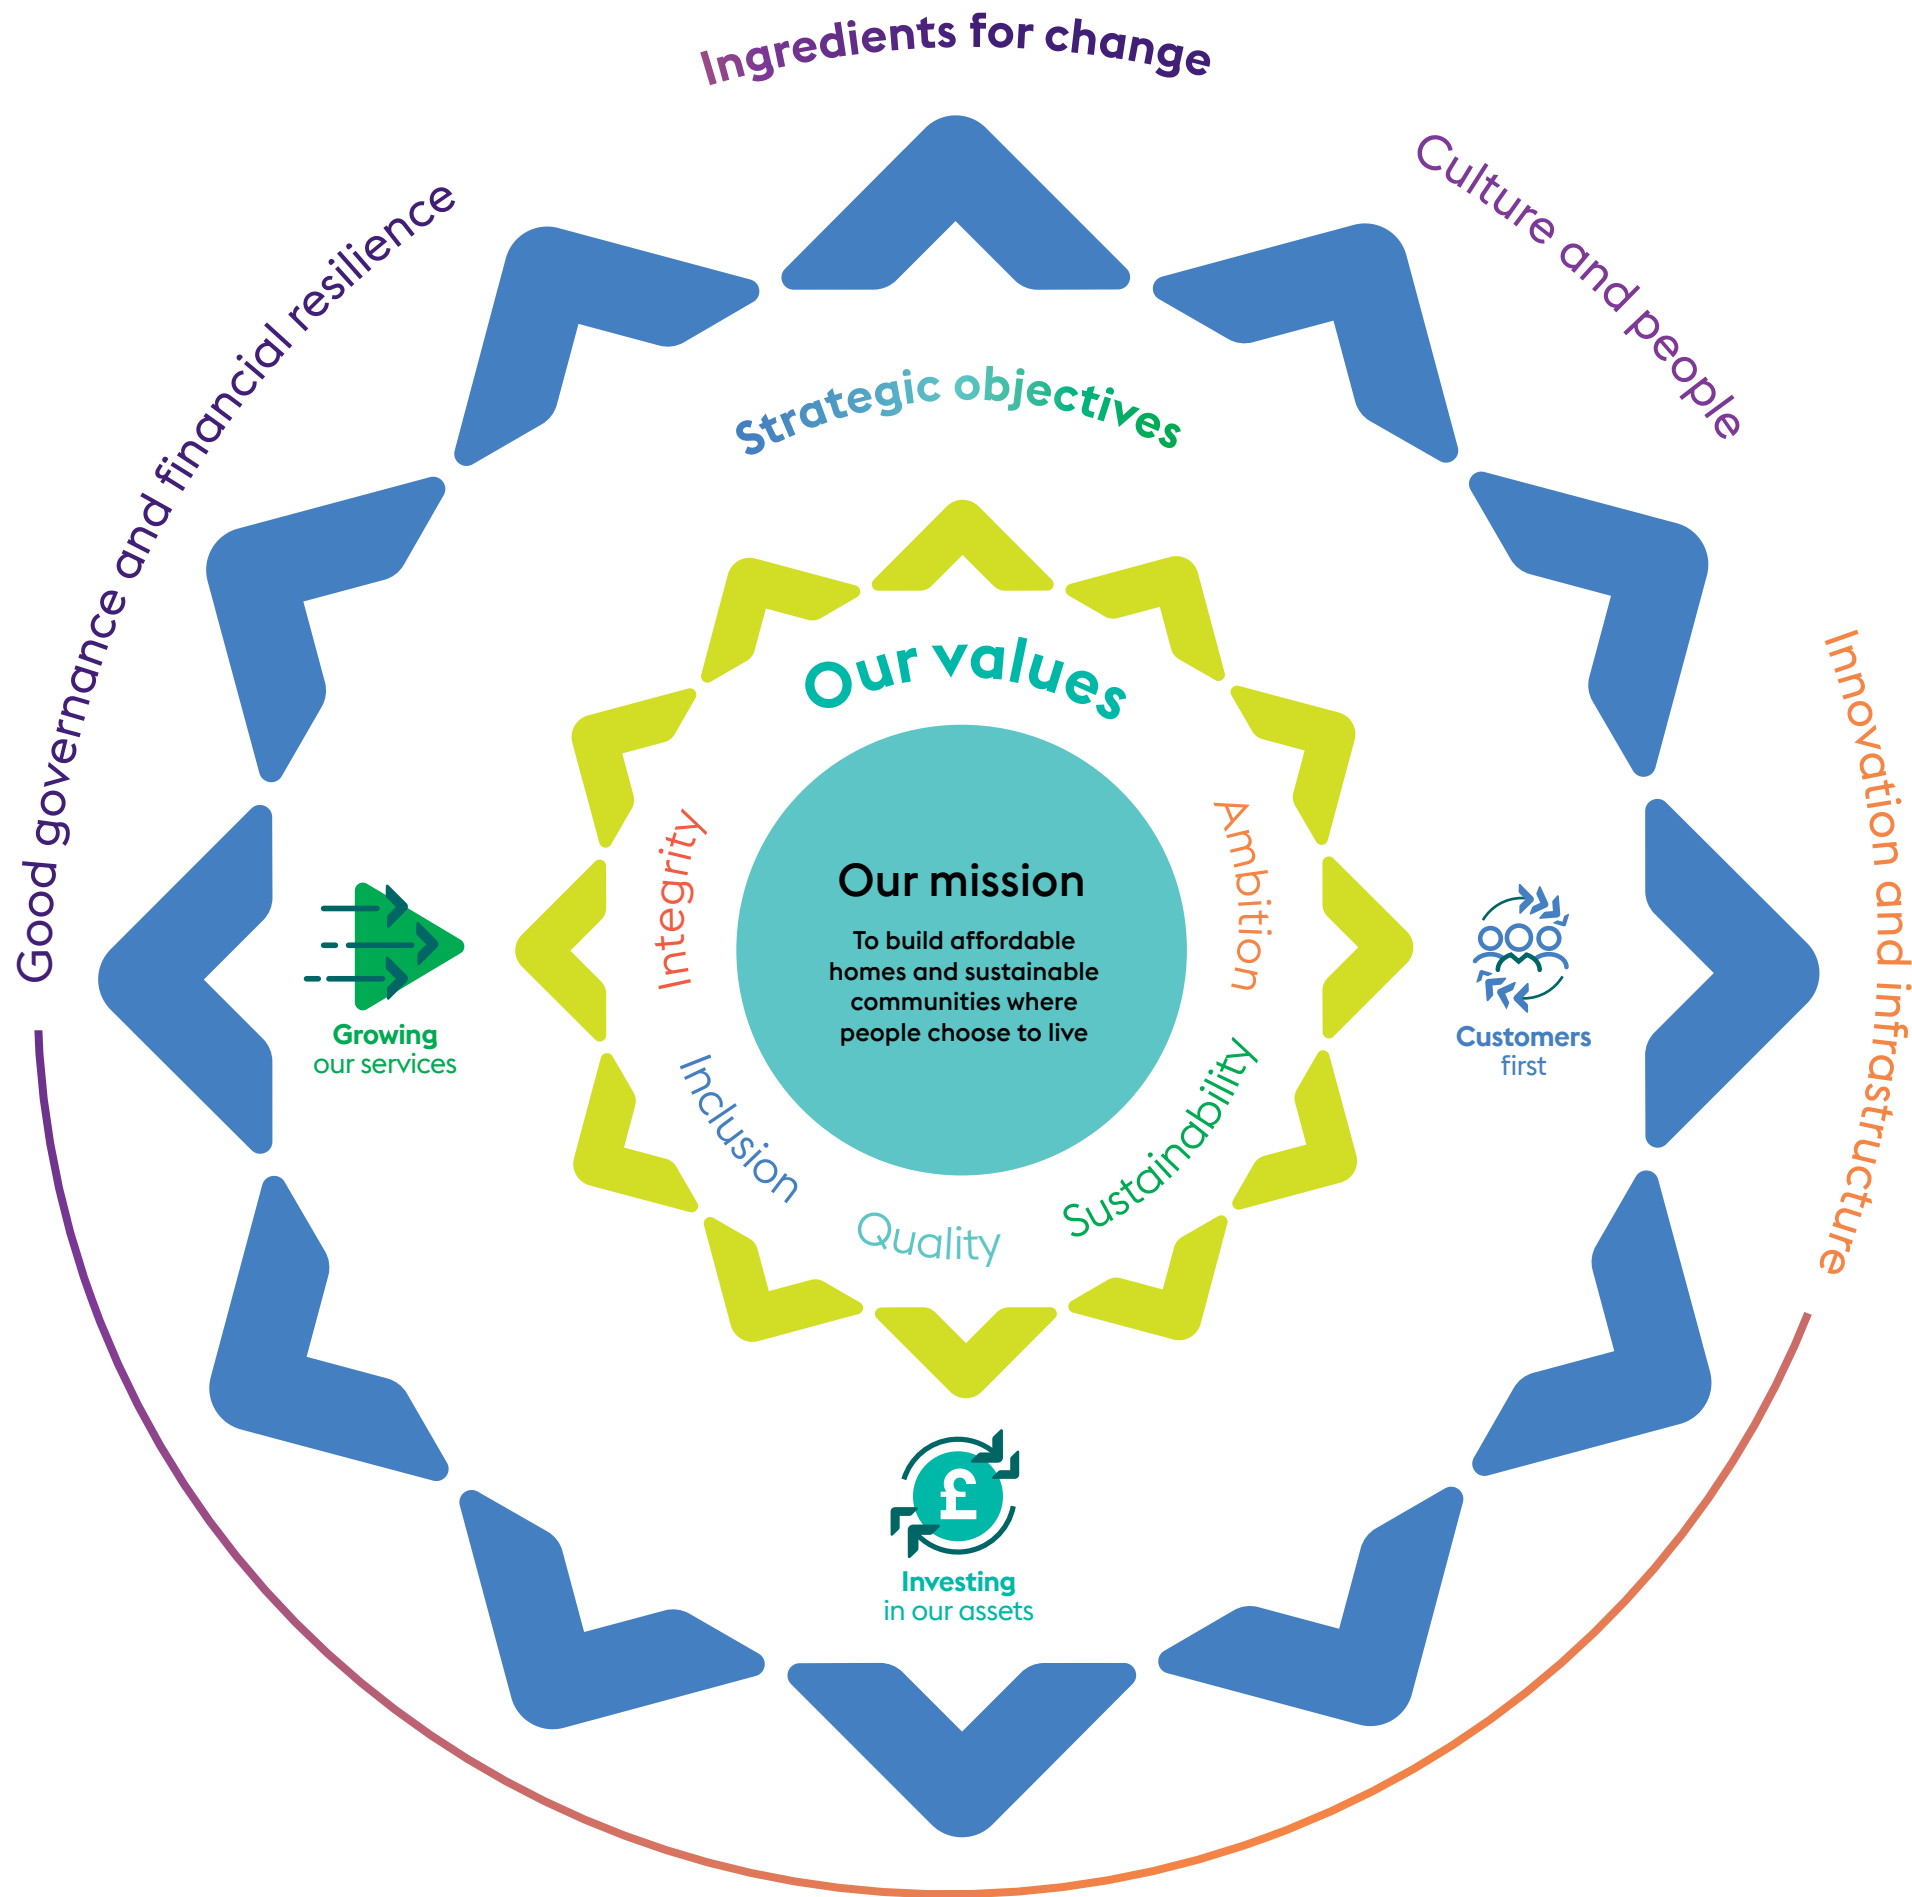 Ingredients for change
Culture and people
Innovation and infrastructure
Good governance and financial resilience
Strategic objectives
Customers
first
Investing
in our assets
£
Growing
our services
Our values
Ambition
Sustainability
Quality
Inclusion
Integrity
Our mission
To build affordable
homes and sustainable
communities where
people choose to live